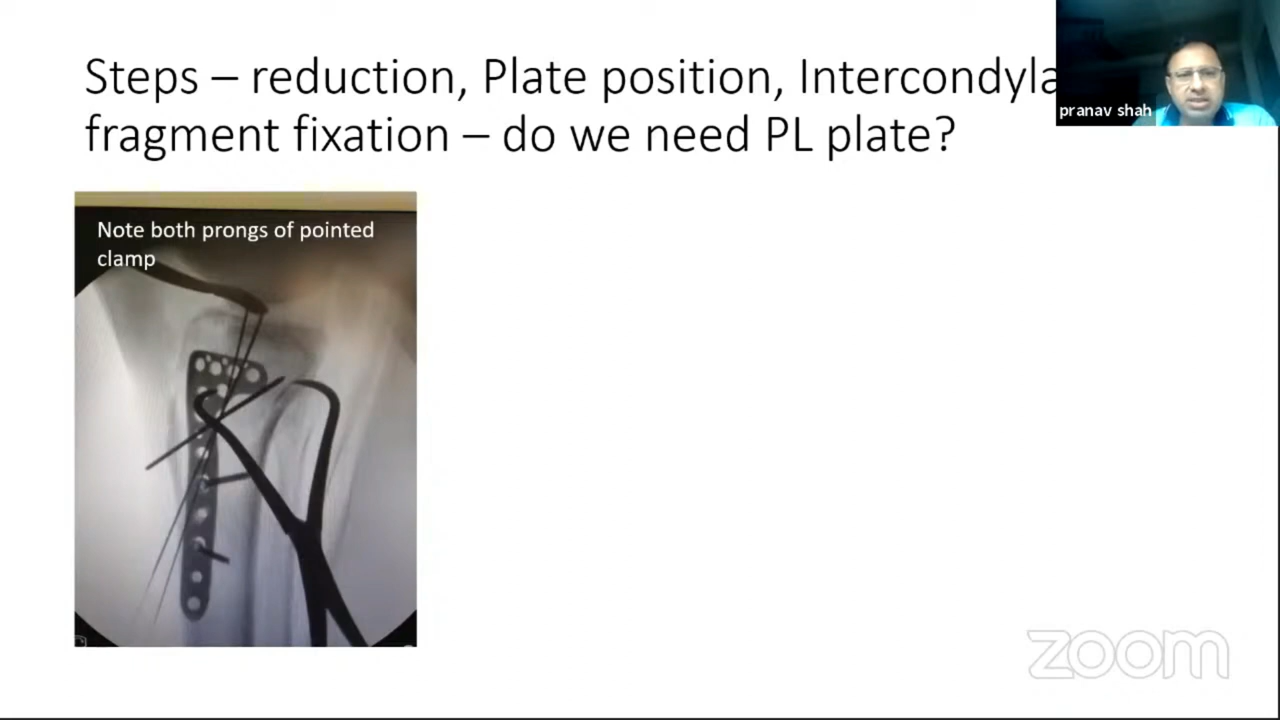 Steps – reduction, Plate position, Intercondyla
fragment fixation – do we need PL plate?
pranav shah
Note both prongs of pointed
clamp
zoom